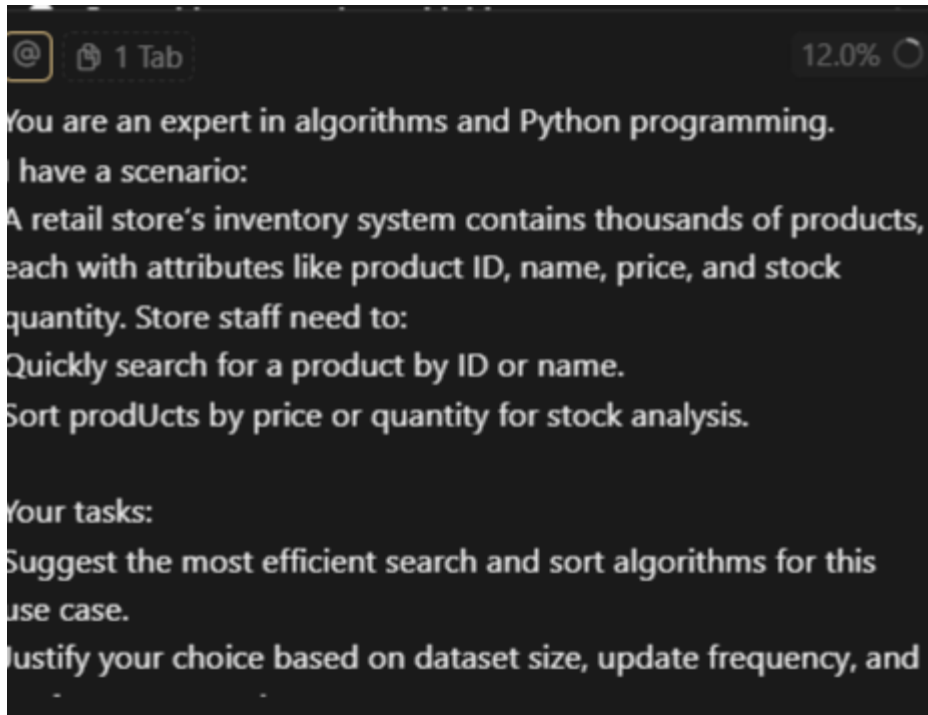 @ 1 Tab 12.0%
You are an expert in algorithms and Python programming.
I have a scenario:
A retail store's inventory system contains thousands of products,
each with attributes like product ID, name, price, and stock
quantity. Store staff need to:
Quickly search for a product by ID or name.
Sort prodUcts by price or quantity for stock analysis.
Your tasks:
Suggest the most efficient search and sort algorithms for this
use case.
Justify your choice based on dataset size, update frequency, and